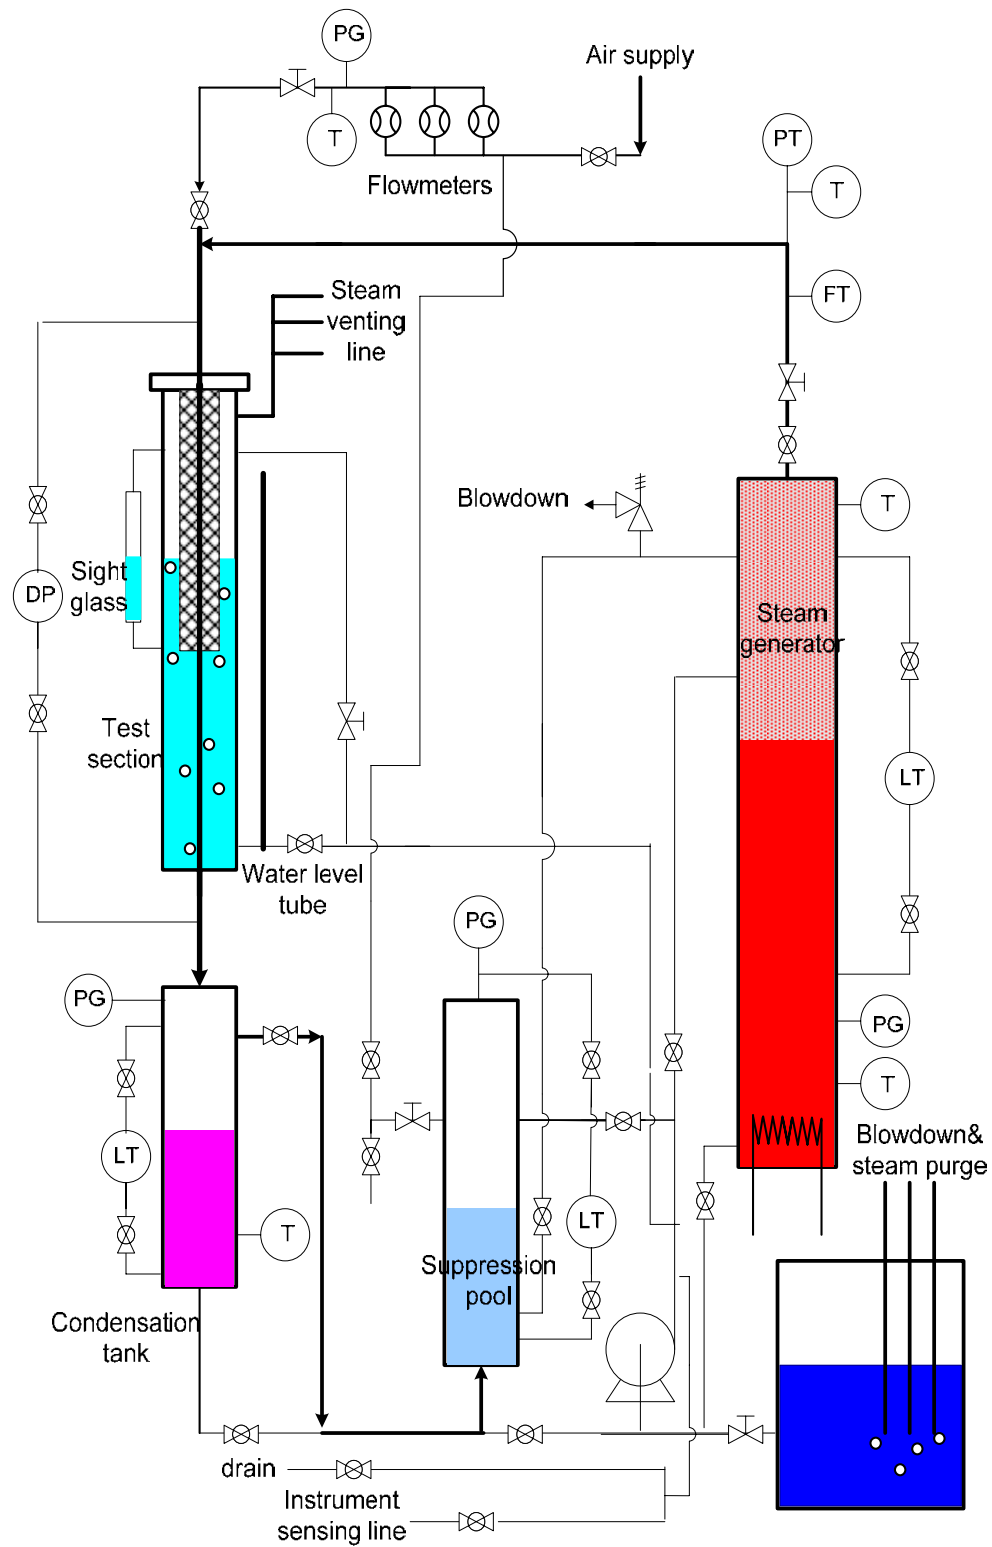 PG
Air supply
T
PT
Flowmeters
T
Steam
venting
line
FT
Blowdown
T
Sight
glass
DP
Steam
generator
Test
section
LT
Water level
tube
PG
PG
PG
T
LT
Blowdown&
steam purge
T
LT
Suppression
pool
Condensation
tank
drain
Instrument
sensing line